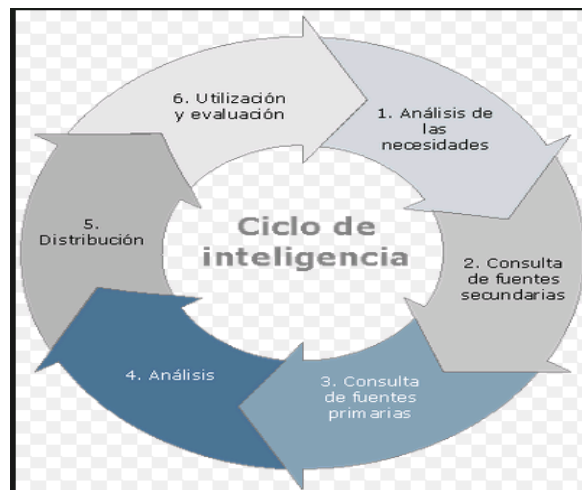 6. Utilización
y evaluación
1. Análisis de
las
necesidades
5.
Distribución
Ciclo de
inteligencia
2. Consulta
de fuentes
secundarias
4. Análisis
3. Consulta
de fuentes
primarias